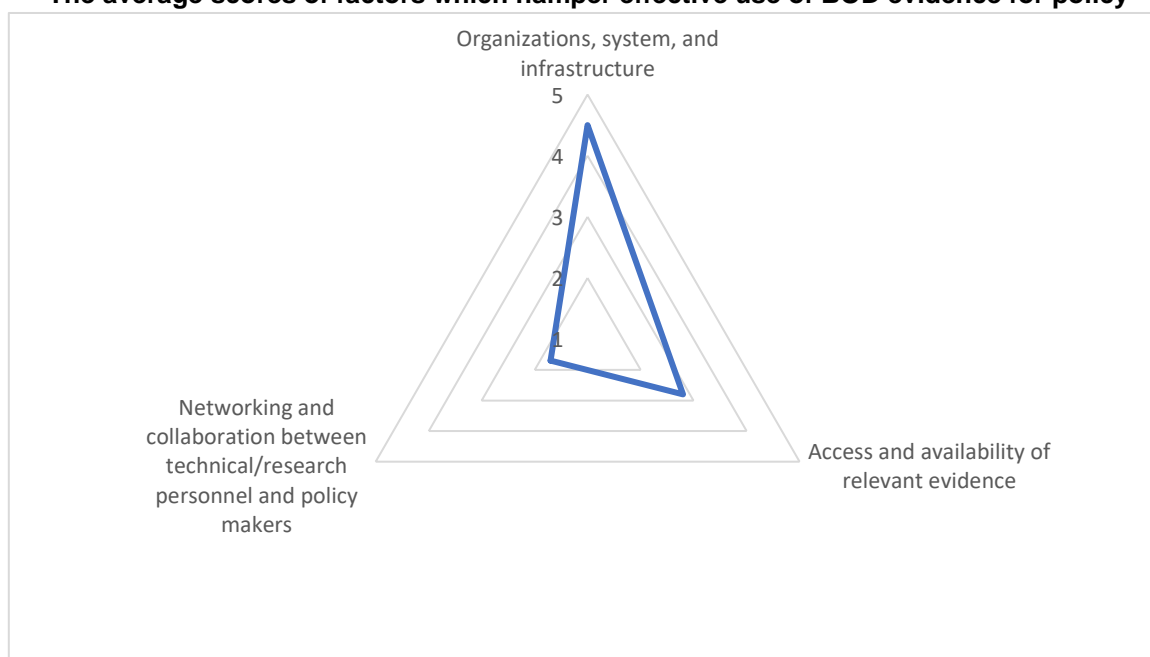 The average scores of factors which hamper effective use of BOD evidence for policy
Organizations, system, and
infrastructure
5
4
3
2
1
Networking and
collaboration between
technical/research
personnel and policy
makers
Access and availability of
relevant evidence